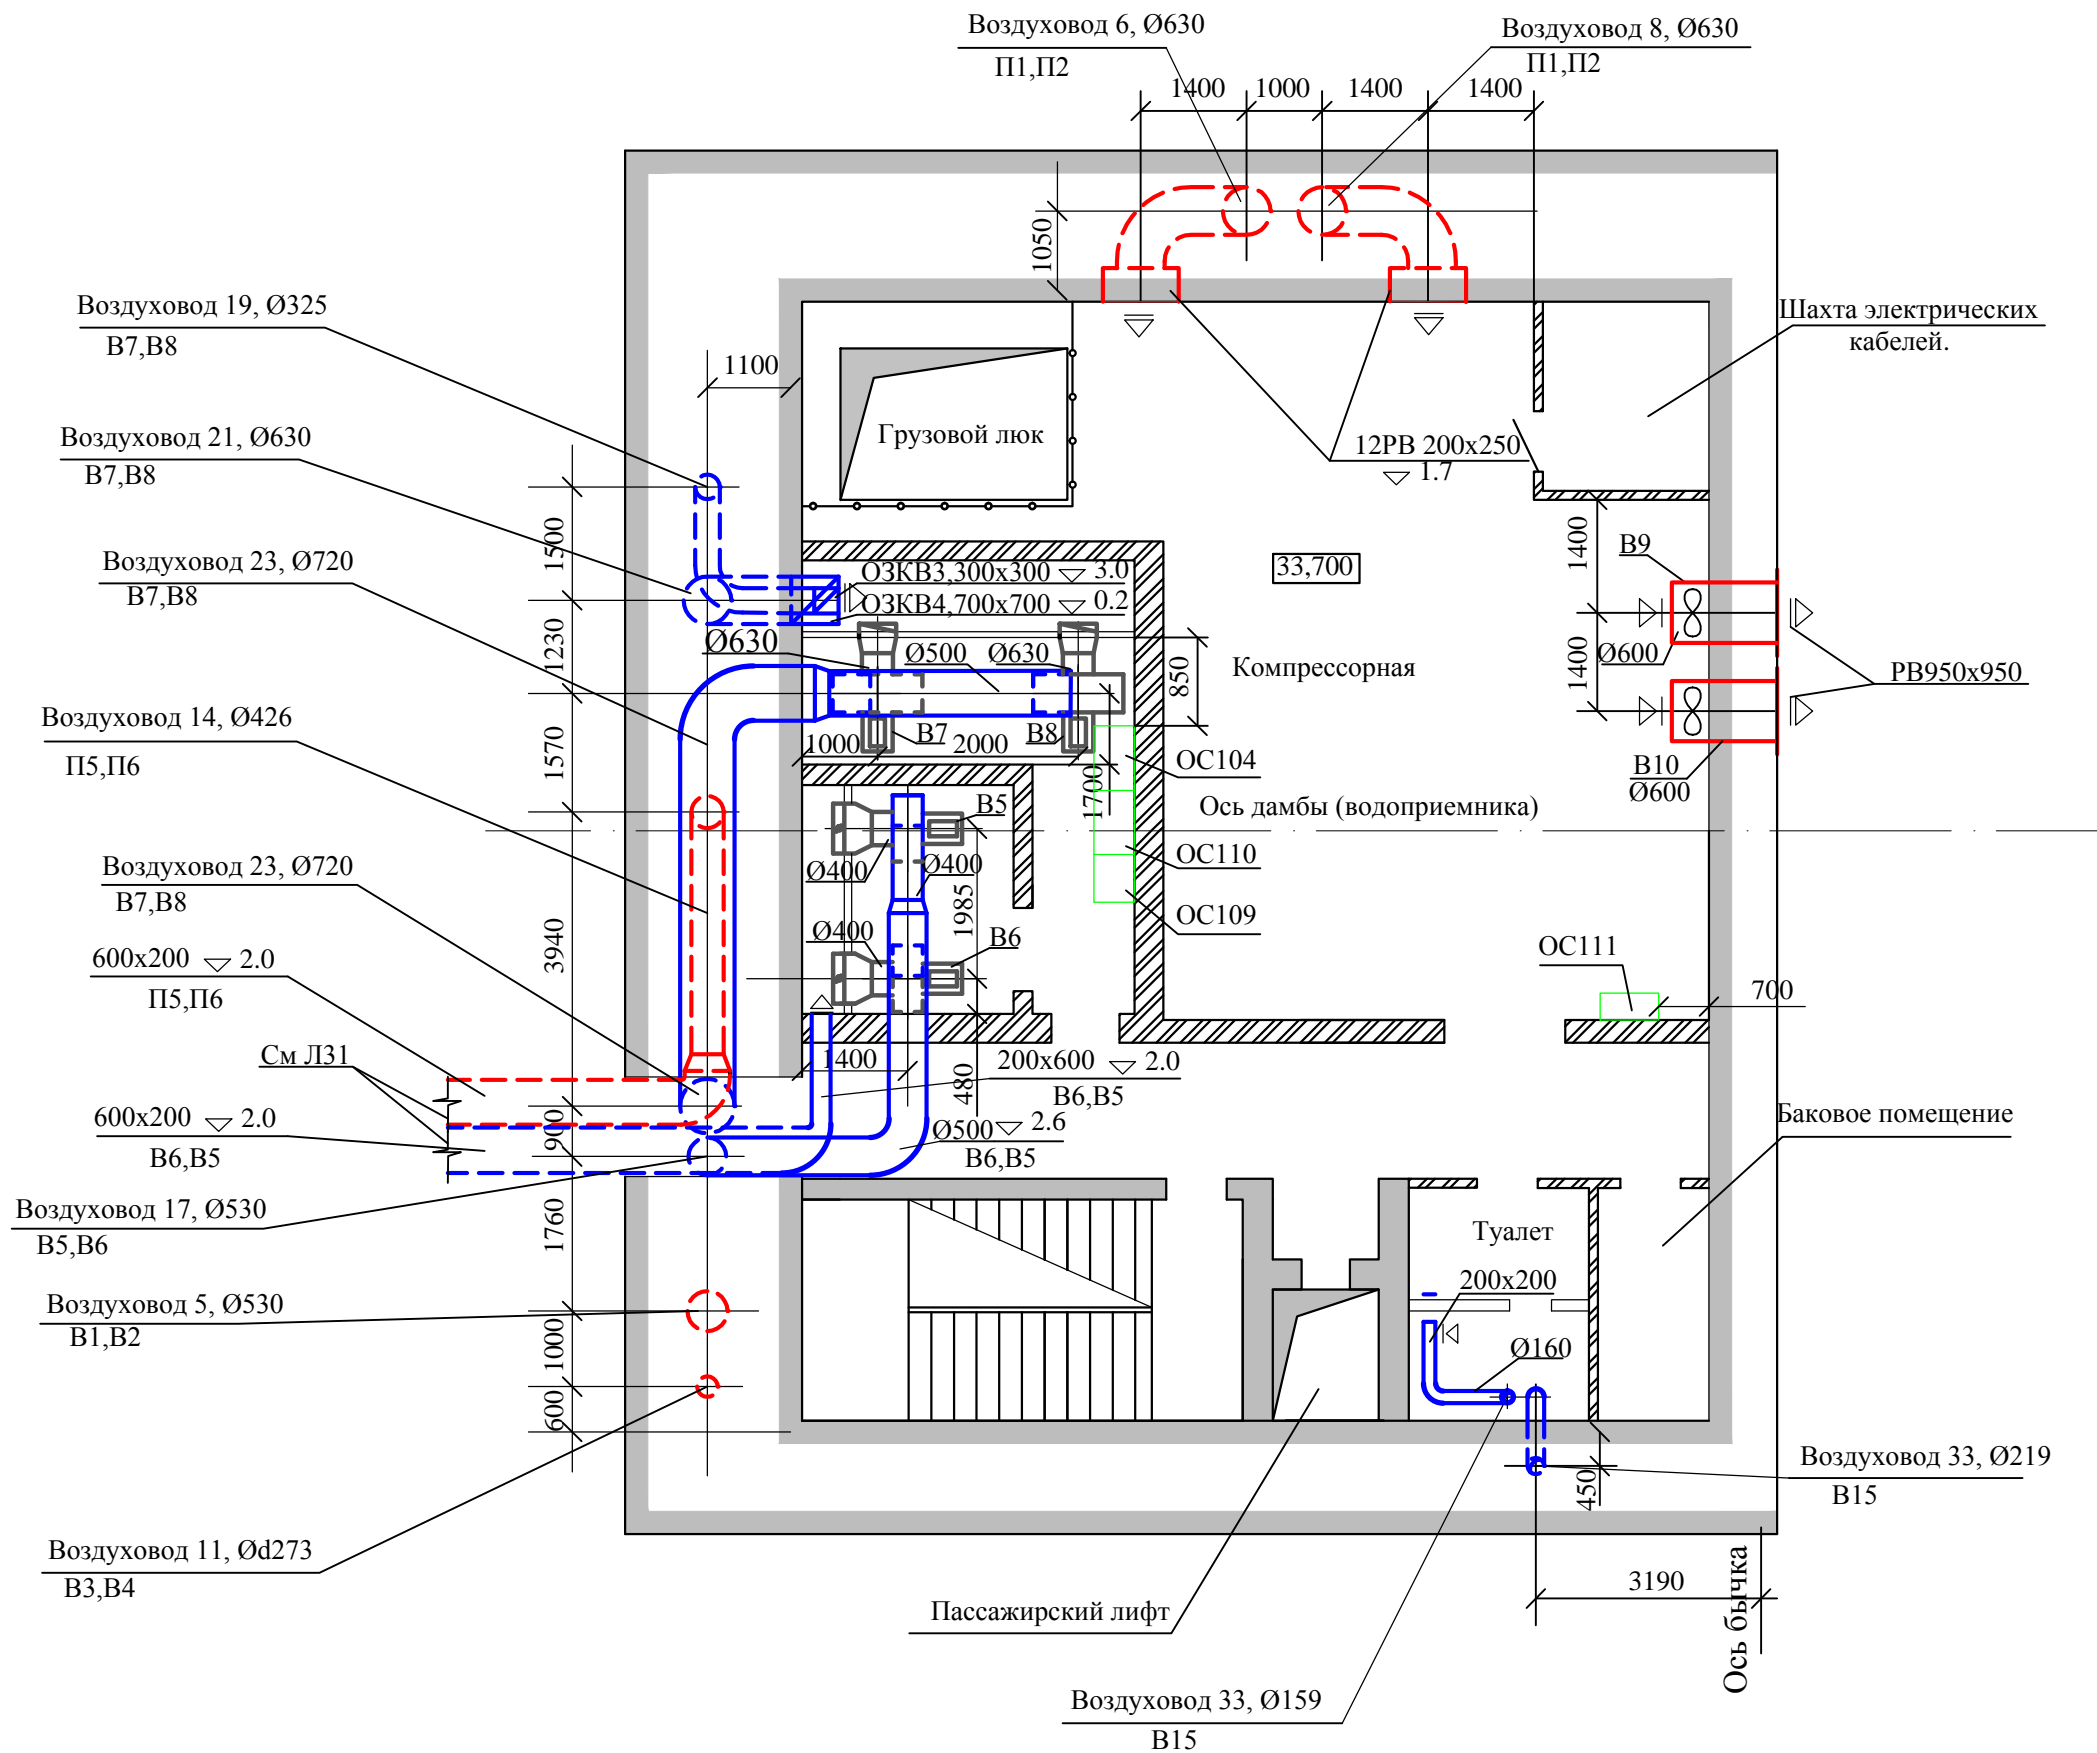 Воздуховод 6, Ø630
П1,П2
Воздуховод 8, Ø630
П1,П2
1400
1000
1400
1400
1050
Воздуховод 19, Ø325
В7,В8
Шахта электрических
кабелей.
1100
Грузовой люк
Воздуховод 21, Ø630
В7,В8
12РВ 200х250
1.7
1500
1400
В9
Воздуховод 23, Ø720
В7,В8
33,700
ОЗКВ3,300х300 3.0
ОЗКВ4,700х700 0.2
1230
Ø630
Ø500
Ø630
850
Компрессорная
Ø600
1400
РВ950х950
Воздуховод 14, Ø426
П5,П6
1570
В7
В8
1000
2000
ОС104
1700
В10
Ø600
В5
Ось дамбы (водоприемника)
Воздуховод 23, Ø720
В7,В8
Ø400
Ø400
ОС110
1985
ОС109
3940
Ø400
В6
ОС111
600х200 2.0
П5,П6
700
См Л31
1400
480
200х600 2.0
В6,В5
600х200 2.0
В6,В5
900
Ø500 2.6
В6,В5
Баковое помещение
Воздуховод 17, Ø530
В5,В6
1760
Туалет
200х200
Воздуховод 5, Ø530
В1,В2
1000
Ø160
600
Воздуховод 33, Ø219
В15
450
Воздуховод 11, Ød273
В3,В4
3190
Ось бычка
Пассажирский лифт
Воздуховод 33, Ø159
В15